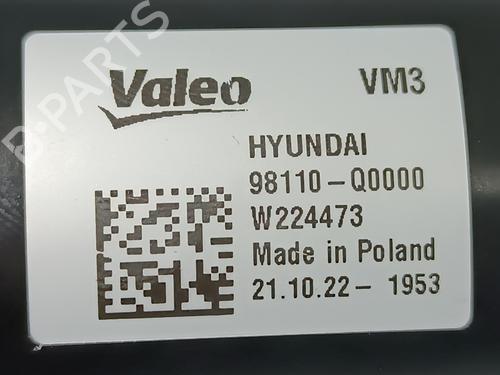 B-PARTS
Valeo VM3
HYUNDAI
98110-Q0000
W224473
Made in Poland
21.10.22- 1953